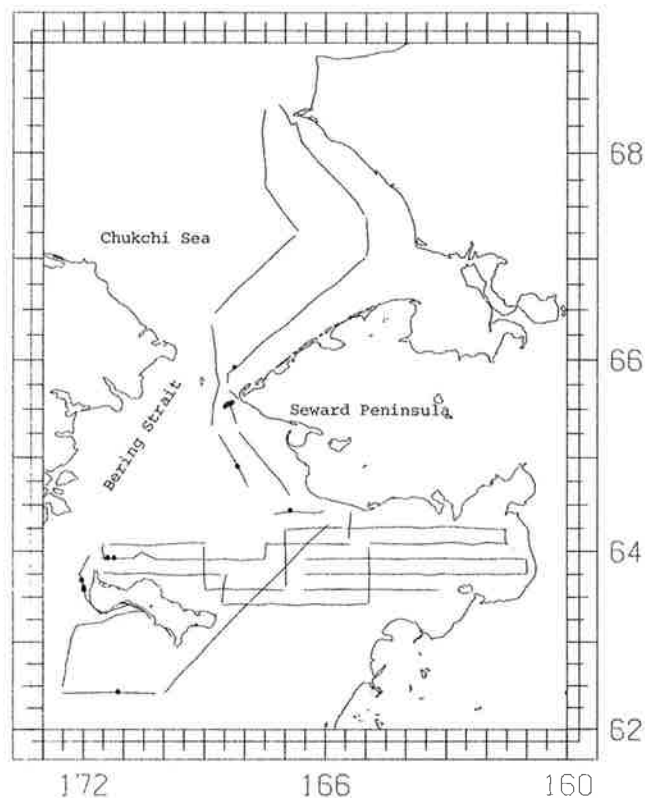 68
Chukchi Sea
66
Bering Strait
Seward Peninsula
64
62
172 166 160